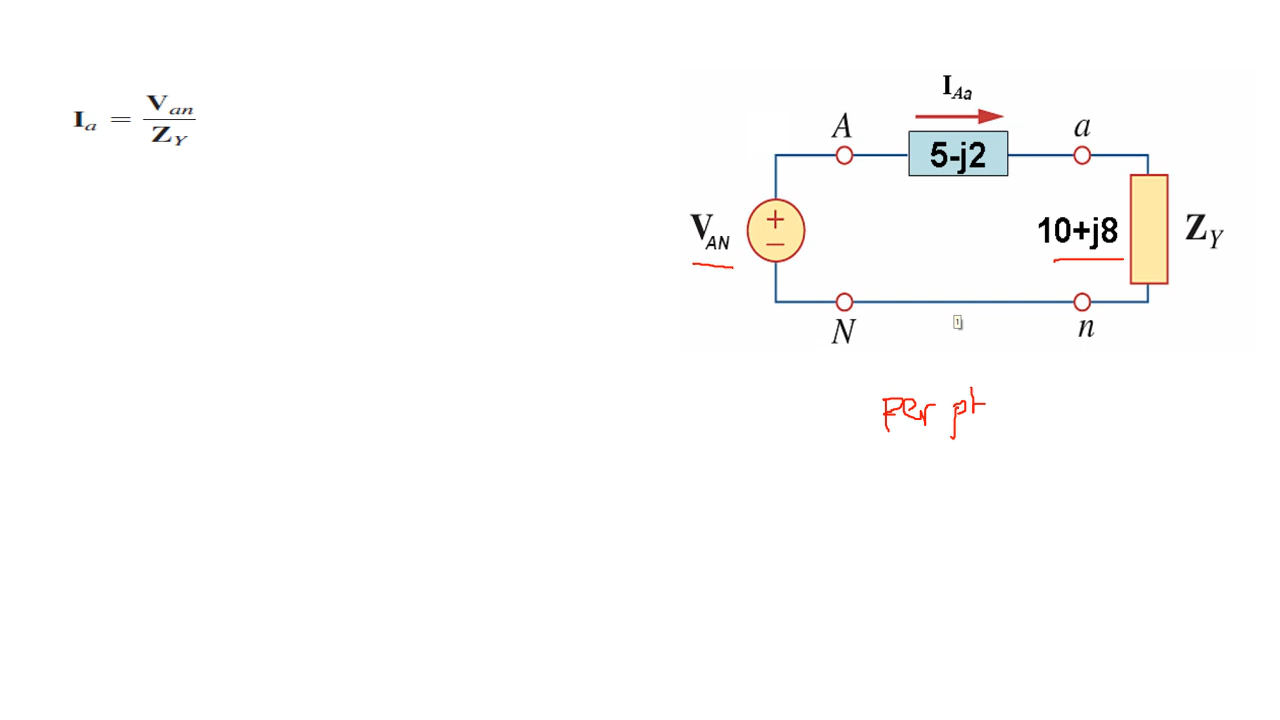 I_a = V_an / Z_Y
I_Aa
A
a
5-j2
V_AN
+
−
10+j8
Z_Y
N
n
Per ph